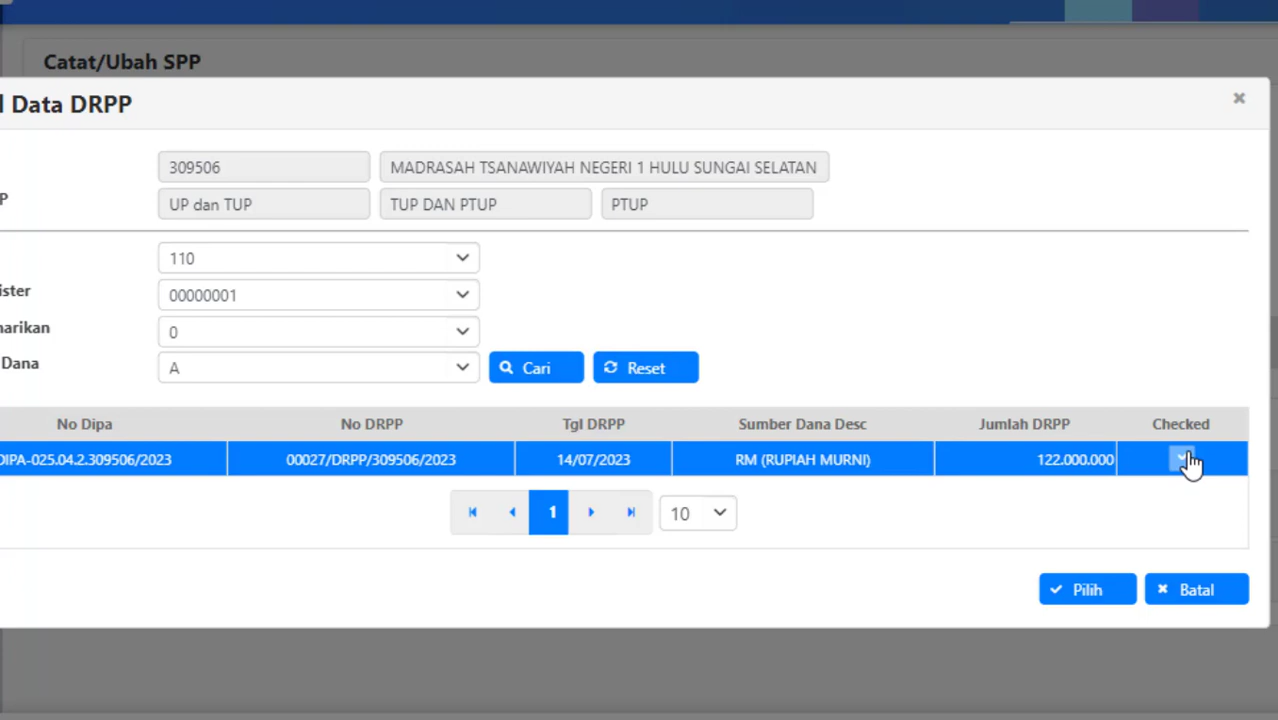 Catat/Ubah SPP
Data DRPP
309506 MADRASAH TSANAWIYAH NEGERI 1 HULU SUNGAI SELATAN
P UP dan TUP TUP DAN PTUP PTUP
110
ister 00000001
arikan 0
Dana A Cari Reset
No Dipa No DRPP Tgl DRPP Sumber Dana Desc Jumlah DRPP Checked
DIPA-025.04.2.309506/2023 00027/DRPP/309506/2023 14/07/2023 RM (RUPIAH MURNI) 122.000.000
1 10
Pilih Batal